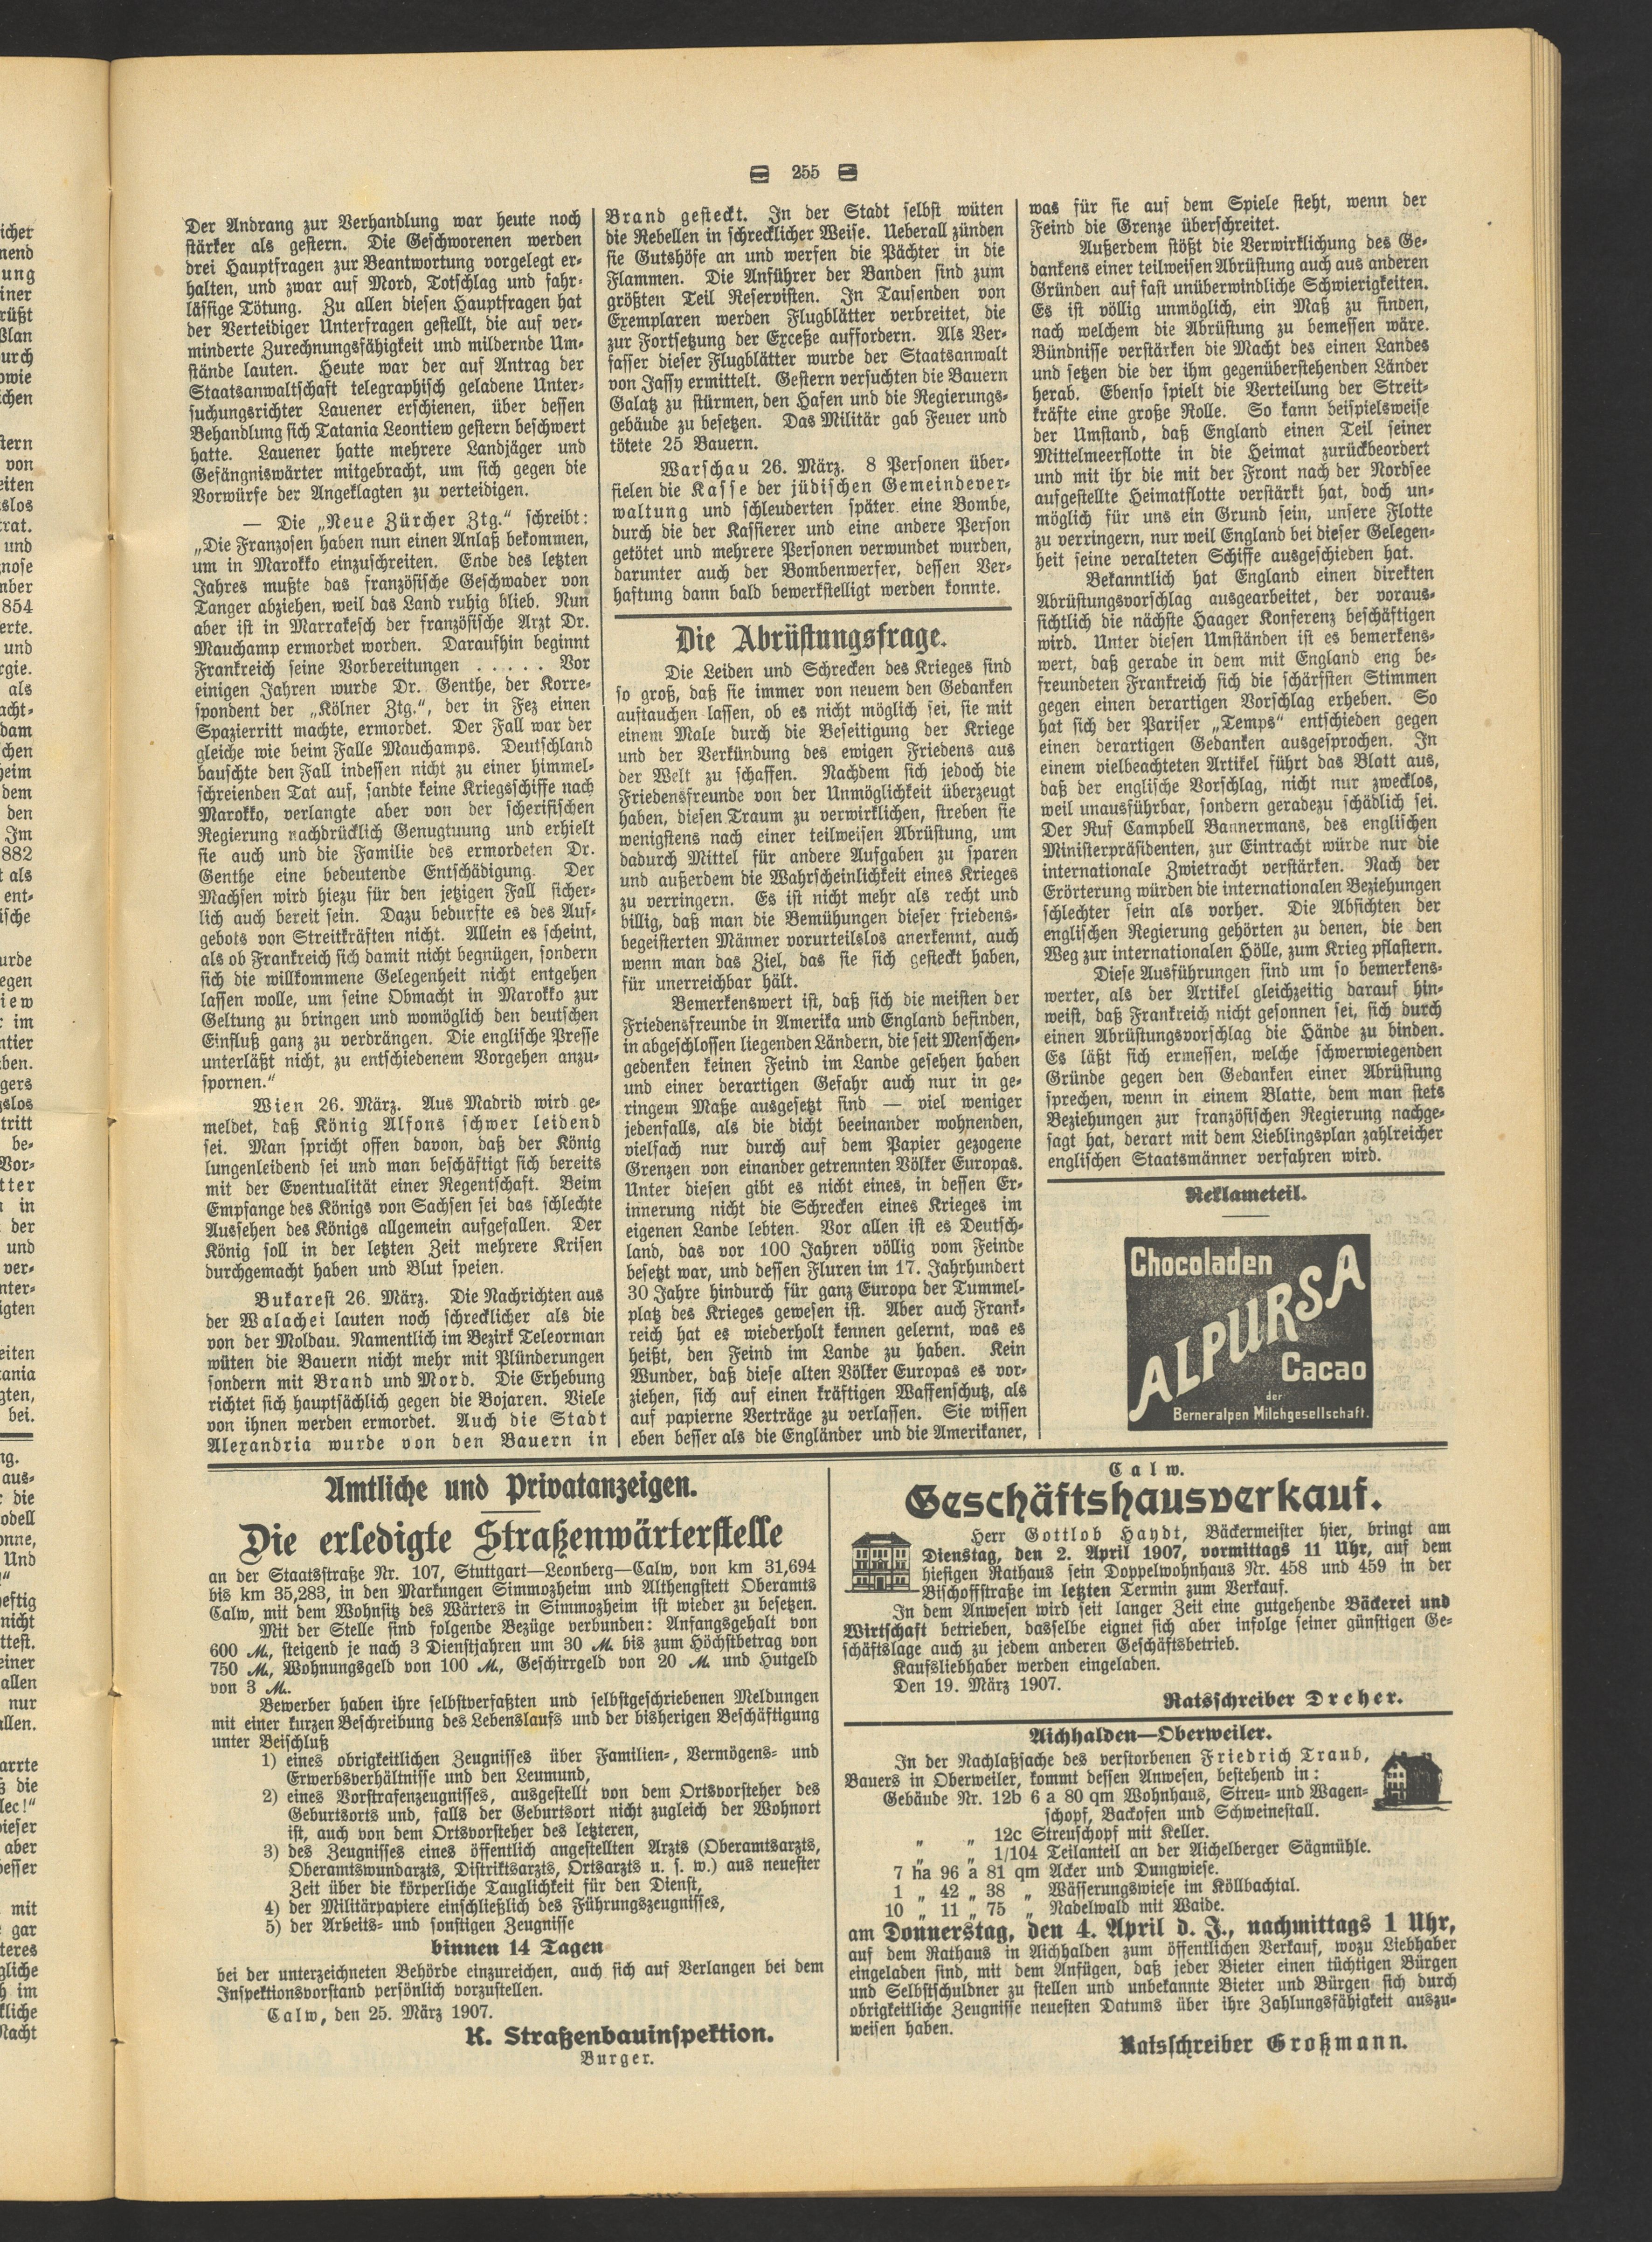 255
Der Andrang zur Verhandlung war heute noch
stärker als gestern. Die Geschworenen werden
drei Hauptfragen zur Beantwortung vorgelegt er-
halten, und zwar auf Mord, Totschlag und fahr-
lässige Tötung. Zu allen diesen Hauptfragen hat
der Verteidiger Unterfragen gestellt, die auf ver-
minderte Zurechnungsfähigkeit und mildernde Um-
stände lauten. Heute war der auf Antrag der
Staatsanwaltschaft telegraphisch geladene Unter-
suchungsrichter Lauener erschienen, über dessen
Behandlung sich Tatania Leontiew gestern beschwert
hatte. Lauener hatte mehrere Landjäger und
Gefängniswärter mitgebracht, um sich gegen die
Vorwürfe der Angeklagten zu verteidigen.
— Die „Neue Zürcher Ztg." schreibt:
„Die Franzosen haben nun einen Anlaß bekommen,
um in Marokko einzuschreiten. Ende des letzten
Jahres mußte das französische Geschwader von
Tanger abziehen, weil das Land ruhig blieb. Nun
aber ist in Marrakesch der französische Arzt Dr.
Mauchamp ermordet worden. Daraufhin beginnt
Frankreich seine Vorbereitungen . . . . . Vor
einigen Jahren wurde Dr. Genthe, der Korre-
spondent der „Kölner Ztg.", der in Fez einen
Spazierritt machte, ermordet. Der Fall war der
gleiche wie beim Falle Mauchamps. Deutschland
bauschte den Fall indessen nicht zu einer himmel-
schreienden Tat auf, sandte keine Kriegsschiffe nach
Marokko, verlangte aber von der scherifischen
Regierung nachdrücklich Genugtuung und erhielt
sie auch und die Familie des ermordeten Dr.
Genthe eine bedeutende Entschädigung. Der
Machsen wird hiezu für den jetzigen Fall sicher-
lich auch bereit sein. Dazu bedurfte es des Auf-
gebots von Streitkräften nicht. Allein es scheint,
als ob Frankreich sich damit nicht begnügen, sondern
sich die willkommene Gelegenheit nicht entgehen
lassen wolle, um seine Obmacht in Marokko zur
Geltung zu bringen und womöglich den deutschen
Einfluß ganz zu verdrängen. Die englische Presse
unterläßt nicht, zu entschiedenem Vorgehen anzu-
spornen."
Wien 26. März. Aus Madrid wird ge-
meldet, daß König Alfons schwer leidend
sei. Man spricht offen davon, daß der König
lungenleidend sei und man beschäftigt sich bereits
mit der Eventualität einer Regentschaft. Beim
Empfange des Königs von Sachsen sei das schlechte
Aussehen des Königs allgemein aufgefallen. Der
König soll in der letzten Zeit mehrere Krisen
durchgemacht haben und Blut speien.
Bukarest 26. März. Die Nachrichten aus
der Walachei lauten noch schrecklicher als die
von der Moldau. Namentlich im Bezirk Teleorman
wüten die Bauern nicht mehr mit Plünderungen
sondern mit Brand und Mord. Die Erhebung
richtet sich hauptsächlich gegen die Bojaren. Viele
von ihnen werden ermordet. Auch die Stadt
Alexandria wurde von den Bauern in
Brand gesteckt. In der Stadt selbst wüten
die Rebellen in schrecklicher Weise. Ueberall zünden
sie Gutshöfe an und werfen die Pächter in die
Flammen. Die Anführer der Banden sind zum
größten Teil Reservisten. In Tausenden von
Exemplaren werden Flugblätter verbreitet, die
zur Fortsetzung der Exceße auffordern. Als Ver-
fasser dieser Flugblätter wurde der Staatsanwalt
von Jassy ermittelt. Gestern versuchten die Bauern
Galatz zu stürmen, den Hafen und die Regierungs-
gebäude zu besetzen. Das Militär gab Feuer und
tötete 25 Bauern.
Warschau 26. März. 8 Personen über-
fielen die Kasse der jüdischen Gemeindever-
waltung und schleuderten später eine Bombe,
durch die der Kassierer und eine andere Person
getötet und mehrere Personen verwundet wurden,
darunter auch der Bombenwerfer, dessen Ver-
haftung dann bald bewerkstelligt werden konnte.
Die Abrüstungsfrage.
Die Leiden und Schrecken des Krieges sind
so groß, daß sie immer von neuem den Gedanken
auftauchen lassen, ob es nicht möglich sei, sie mit
einem Male durch die Beseitigung der Kriege
und der Verkündung des ewigen Friedens aus
der Welt zu schaffen. Nachdem sich jedoch die
Friedensfreunde von der Unmöglichkeit überzeugt
haben, diesen Traum zu verwirklichen, streben sie
wenigstens nach einer teilweisen Abrüstung, um
dadurch Mittel für andere Aufgaben zu sparen
und außerdem die Wahrscheinlichkeit eines Krieges
zu verringern. Es ist nicht mehr als recht und
billig, daß man die Bemühungen dieser friedens-
begeisterten Männer vorurteilslos anerkennt, auch
wenn man das Ziel, das sie sich gesteckt haben,
für unerreichbar hält.
Bemerkenswert ist, daß sich die meisten der
Friedensfreunde in Amerika und England befinden,
in abgeschlossen liegenden Ländern, die seit Menschen-
gedenken keinen Feind im Lande gesehen haben
und einer derartigen Gefahr auch nur in ge-
ringem Maße ausgesetzt sind — viel weniger
jedenfalls, als die dicht beeinander wohnenden,
vielfach nur durch auf dem Papier gezogene
Grenzen von einander getrennten Völker Europas.
Unter diesen gibt es nicht eines, in dessen Er-
innerung nicht die Schrecken eines Krieges im
eigenen Lande lebten. Vor allen ist es Deutsch-
land, das vor 100 Jahren völlig vom Feinde
besetzt war, und dessen Fluren im 17. Jahrhundert
30 Jahre hindurch für ganz Europa der Tummel-
platz des Krieges gewesen ist. Aber auch Frank-
reich hat es wiederholt kennen gelernt, was es
heißt, den Feind im Lande zu haben. Kein
Wunder, daß diese alten Völker Europas es vor-
ziehen, sich auf einen kräftigen Waffenschutz, als
auf papierne Verträge zu verlassen. Sie wissen
eben besser als die Engländer und die Amerikaner,
was für sie auf dem Spiele steht, wenn der
Feind die Grenze überschreitet.
Außerdem stößt die Verwirklichung des Ge-
dankens einer teilweisen Abrüstung auch aus anderen
Gründen auf fast unüberwindliche Schwierigkeiten.
Es ist völlig unmöglich, ein Maß zu finden,
nach welchem die Abrüstung zu bemessen wäre.
Bündnisse verstärken die Macht des einen Landes
und setzen die der ihm gegenüberstehenden Länder
herab. Ebenso spielt die Verteilung der Streit-
kräfte eine große Rolle. So kann beispielsweise
der Umstand, daß England einen Teil seiner
Mittelmeerflotte in die Heimat zurückbeordert
und mit ihr die mit der Front nach der Nordsee
aufgestellte Heimatflotte verstärkt hat, doch un-
möglich für uns ein Grund sein, unsere Flotte
zu verringern, nur weil England bei dieser Gelegen-
heit seine veralteten Schiffe ausgeschieden hat.
Bekanntlich hat England einen direkten
Abrüstungsvorschlag ausgearbeitet, der voraus-
sichtlich die nächste Haager Konferenz beschäftigen
wird. Unter diesen Umständen ist es bemerkens-
wert, daß gerade in dem mit England eng be-
freundeten Frankreich sich die schärfsten Stimmen
gegen einen derartigen Vorschlag erheben. So
hat sich der Pariser „Temps" entschieden gegen
einen derartigen Gedanken ausgesprochen. In
einem vielbeachteten Artikel führt das Blatt aus,
daß der englische Vorschlag, nicht nur zwecklos,
weil unausführbar, sondern geradezu schädlich sei.
Der Ruf Campbell Bannermans, des englischen
Ministerpräsidenten, zur Eintracht würde nur die
internationale Zwietracht verstärken. Nach der
Erörterung würden die internationalen Beziehungen
schlechter sein als vorher. Die Absichten der
englischen Regierung gehörten zu denen, die den
Weg zur internationalen Hölle, zum Krieg pflastern.
Diese Ausführungen sind um so bemerkens-
werter, als der Artikel gleichzeitig darauf hin-
weist, daß Frankreich nicht gesonnen sei, sich durch
einen Abrüstungsvorschlag die Hände zu binden.
Es läßt sich ermessen, welche schwerwiegenden
Gründe gegen den Gedanken einer Abrüstung
sprechen, wenn in einem Blatte, dem man stets
Beziehungen zur französischen Regierung nachge-
sagt hat, derart mit dem Lieblingsplan zahlreicher
englischen Staatsmänner verfahren wird.
Reklameteil.
Chocoladen
ALPURSA
Cacao
der
Berneralpen Milchgesellschaft.
Amtliche und Privatanzeigen.
Die erledigte Straßenwärterstelle
an der Staatsstraße Nr. 107, Stuttgart—Leonberg—Calw, von km 31,694
bis km 35,283, in den Markungen Simmozheim und Althengstett Oberamts
Calw, mit dem Wohnsitz des Wärters in Simmozheim ist wieder zu besetzen.
Mit der Stelle sind folgende Bezüge verbunden: Anfangsgehalt von
600 M., steigend je nach 3 Dienstjahren um 30 M. bis zum Höchstbetrag von
750 M., Wohnungsgeld von 100 M., Geschirrgeld von 20 M. und Hutgeld
von 3 M.
Bewerber haben ihre selbstverfaßten und selbstgeschriebenen Meldungen
mit einer kurzen Beschreibung des Lebenslaufs und der bisherigen Beschäftigung
unter Beischluß
1) eines obrigkeitlichen Zeugnisses über Familien-, Vermögens- und
Erwerbsverhältnisse und den Leumund,
2) eines Vorstrafenzeugnisses, ausgestellt von dem Ortsvorsteher des
Geburtsorts und, falls der Geburtsort nicht zugleich der Wohnort
ist, auch von dem Ortsvorsteher des letzteren,
3) des Zeugnisses eines öffentlich angestellten Arzts (Oberamtsarzts,
Oberamtswundarzts, Distriktsarzts, Ortsarzts u. s. w.) aus neuester
Zeit über die körperliche Tauglichkeit für den Dienst,
4) der Militärpapiere einschließlich des Führungszeugnisses,
5) der Arbeits- und sonstigen Zeugnisse
binnen 14 Tagen
bei der unterzeichneten Behörde einzureichen, auch sich auf Verlangen bei dem
Inspektionsvorstand persönlich vorzustellen.
Calw, den 25. März 1907.
K. Straßenbauinspektion.
Burger.
Calw.
Geschäftshausverkauf.
Herr Gottlob Haydt, Bäckermeister hier, bringt am
Dienstag, den 2. April 1907, vormittags 11 Uhr, auf dem
hiesigen Rathaus sein Doppelwohnhaus Nr. 458 und 459 in der
Bischoffstraße im letzten Termin zum Verkauf.
In dem Anwesen wird seit langer Zeit eine gutgehende Bäckerei und
Wirtschaft betrieben, dasselbe eignet sich aber infolge seiner günstigen Ge-
schäftslage auch zu jedem anderen Geschäftsbetrieb.
Kaufsliebhaber werden eingeladen.
Den 19. März 1907.
Ratsschreiber Dreher.
Aichhalden—Oberweiler.
In der Nachlaßsache des verstorbenen Friedrich Traub,
Bauers in Oberweiler, kommt dessen Anwesen, bestehend in:
Gebäude Nr. 12b 6 a 80 qm Wohnhaus, Streu- und Wagen-
schopf, Backofen und Schweinestall.
„ „ 12c Streuschopf mit Keller.
„ „ 1/104 Teilanteil an der Aichelberger Sägmühle.
7 ha 96 a 81 qm Acker und Dungwiese.
1 „ 42 „ 38 „ Wässerungswiese im Köllbachtal.
10 „ 11 „ 75 „ Nadelwald mit Waide.
am Donnerstag, den 4. April d. J., nachmittags 1 Uhr,
auf dem Rathaus in Aichhalden zum öffentlichen Verkauf, wozu Liebhaber
eingeladen sind, mit dem Anfügen, daß jeder Bieter einen tüchtigen Bürgen
und Selbstschuldner zu stellen und unbekannte Bieter und Bürgen sich durch
obrigkeitliche Zeugnisse neuesten Datums über ihre Zahlungsfähigkeit auszu-
weisen haben.
Ratsschreiber Großmann.